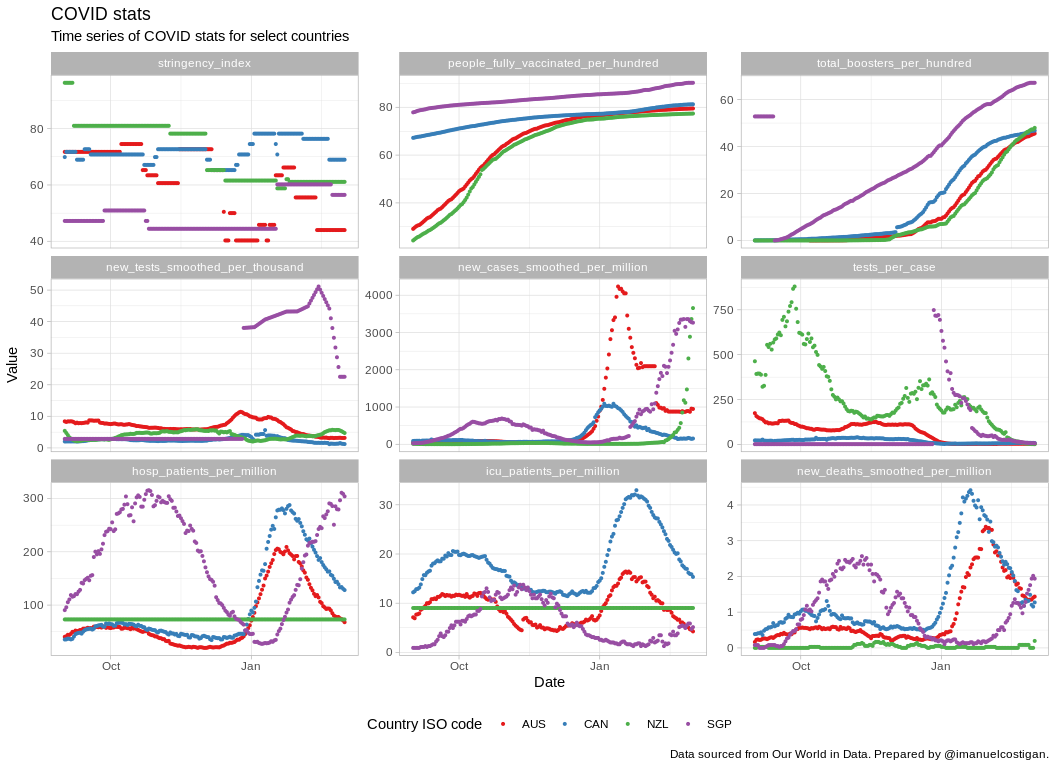 COVID stats
Time series of COVID stats for select countries
stringency_index
people_fully_vaccinated_per_hundred
total_boosters_per_hundred
80
60
40
80
60
40
60
40
20
0
new_tests_smoothed_per_thousand
new_cases_smoothed_per_million
tests_per_case
50
40
30
20
10
0
4000
3000
2000
1000
0
750
500
250
0
hosp_patients_per_million
icu_patients_per_million
new_deaths_smoothed_per_million
300
200
100
30
20
10
0
4
3
2
1
0
Oct Jan
Oct Jan
Oct Jan
Value
Date
Country ISO code AUS CAN NZL SGP
Data sourced from Our World in Data. Prepared by @imanuelcostigan.